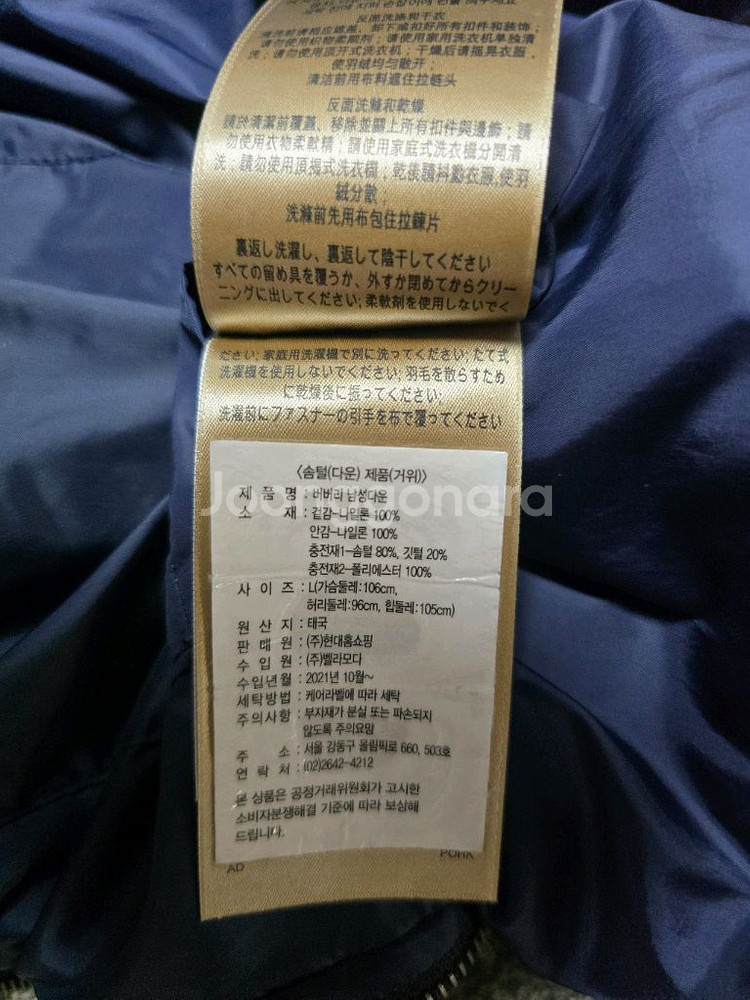 反面洗涤和干衣
使羽绒均匀散开；
清洁前用布料遮住拉链头
反面洗滌和乾燥
請於清潔前覆蓋、移除並關上所有扣件與邊飾；請
勿使用衣物柔軟精；請使用家庭式洗衣機分開清
洗；請勿使用頂揭式洗衣機；乾後請抖動衣服,使羽
絨分散；
洗滌前先用布包住拉鍊片
裏返し洗濯し、裏返して陰干してください
すべての留め具を覆うか、外すか閉めてからクリー
ニングに出してください; 柔軟剤を使用しないでく
ださい; 家庭用洗濯機で別に洗ってください; たて式
洗濯機を使用しないでください; 羽毛を散らすため
に乾燥後に振ってください;
洗濯前にファスナーの引手を布で覆ってください
〈솜털(다운) 제품(거위)〉
제 품 명 : 버버리 남성다운
소 재 : 겉감-나일론 100%
안감-나일론 100%
충전재1-솜털 80%, 깃털 20%
충전재2-폴리에스터 100%
사 이 즈 : L(가슴둘레:106cm,
허리둘레:96cm, 힙둘레:105cm)
원 산 지 : 태국
판 매 원 : (주)현대홈쇼핑
수 입 원 : (주)벨라모다
수입년월 : 2021년 10월~
세탁방법 : 케어라벨에 따라 세탁
주의사항 : 부자재가 분실 또는 파손되지
않도록 주의요망
주 소 : 서울 강동구 올림픽로 660, 503호
연 락 처 : (02)2642-4212
본 상품은 공정거래위원회가 고시한
소비자분쟁해결 기준에 따라 보상해
드립니다.
AD
PORK
Joonggonara